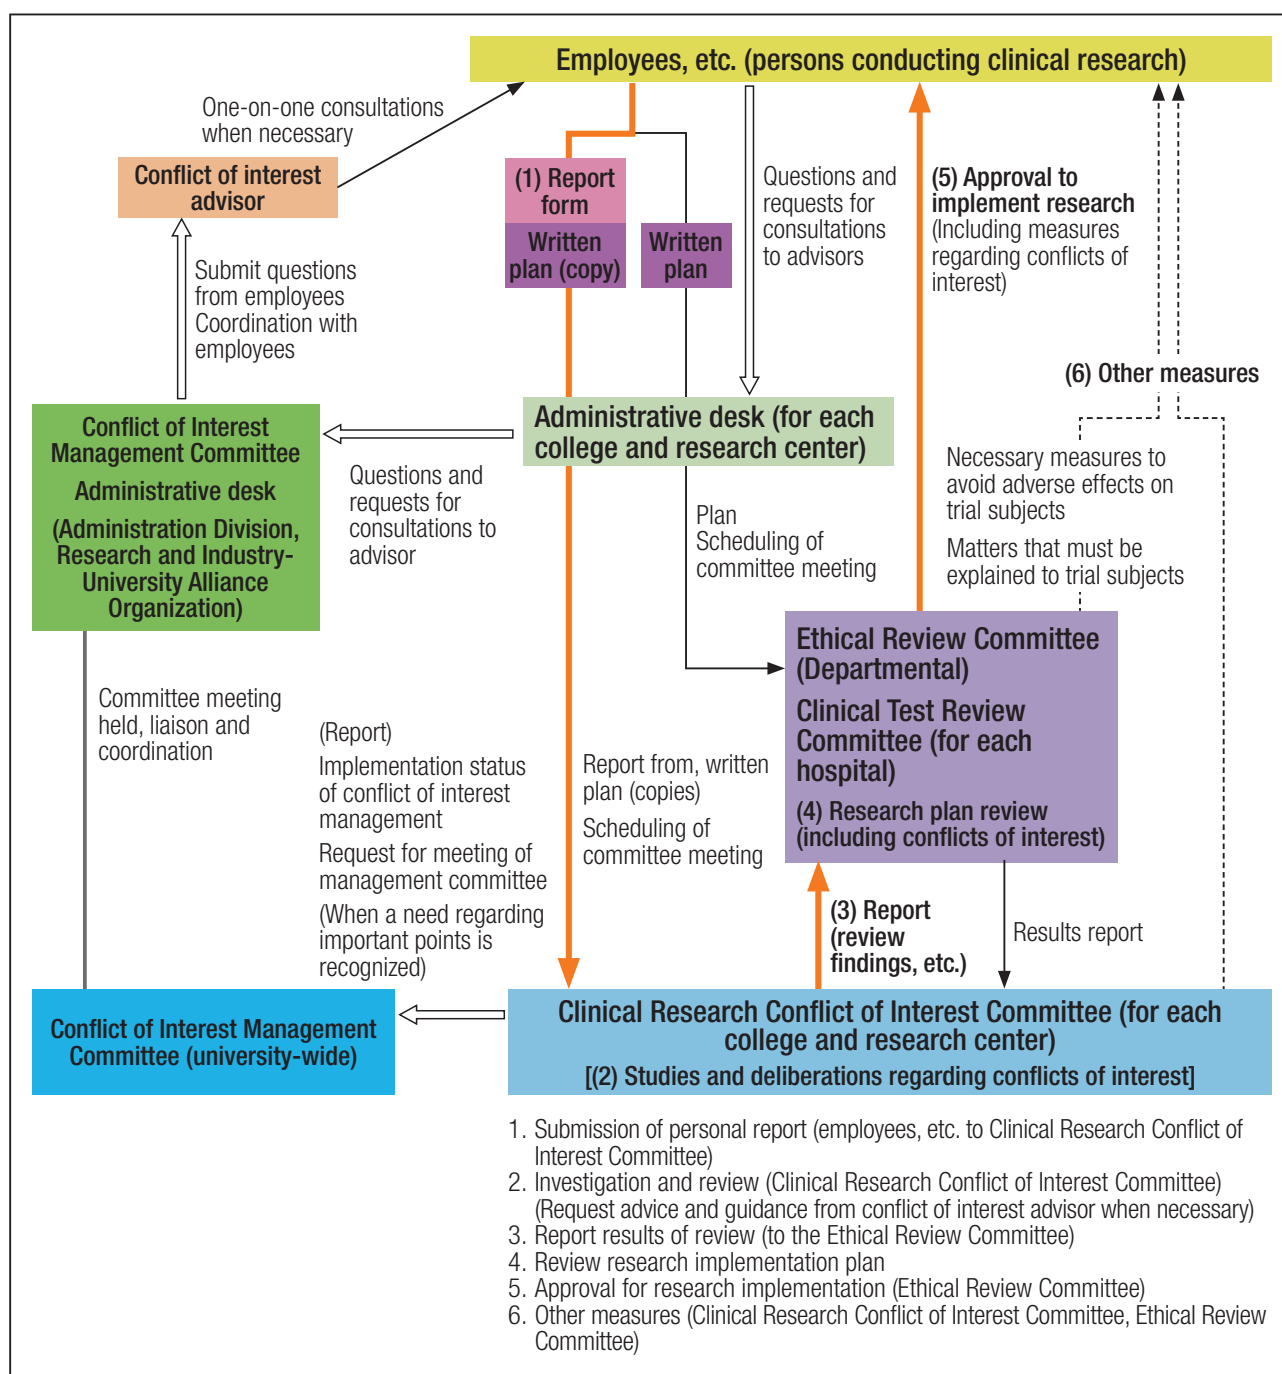 Employees, etc. (persons conducting clinical research)
One-on-one consultations
when necessary
Conflict of interest
advisor
(1) Report
form
Written
plan (copy)
Written
plan
Questions and
requests for
consultations
to advisors
(5) Approval to
implement research
(Including measures
regarding conflicts of
interest)
Submit questions
from employees
Coordination with
employees
(6) Other measures
Conflict of Interest
Management Committee
Administrative desk
(Administration Division,
Research and Industry-
University Alliance
Organization)
Administrative desk (for each
college and research center)
Questions and
requests for
consultations to
advisor
Necessary measures to
avoid adverse effects on
trial subjects
Matters that must be
explained to trial subjects
Plan
Scheduling of
committee meeting
Ethical Review Committee
(Departmental)
Clinical Test Review
Committee (for each
hospital)
(4) Research plan review
(including conflicts of interest)
Committee meeting
held, liaison and
coordination
(Report)
Implementation status
of conflict of interest
management
Request for meeting of
management committee
(When a need regarding
important points is
recognized)
Report from, written
plan (copies)
Scheduling of
committee meeting
(3) Report
(review
findings, etc.)
Results report
Conflict of Interest Management
Committee (university-wide)
Clinical Research Conflict of Interest Committee (for each
college and research center)
[(2) Studies and deliberations regarding conflicts of interest]
1. Submission of personal report (employees, etc. to Clinical Research Conflict of
Interest Committee)
2. Investigation and review (Clinical Research Conflict of Interest Committee)
(Request advice and guidance from conflict of interest advisor when necessary)
3. Report results of review (to the Ethical Review Committee)
4. Review research implementation plan
5. Approval for research implementation (Ethical Review Committee)
6. Other measures (Clinical Research Conflict of Interest Committee, Ethical Review
Committee)